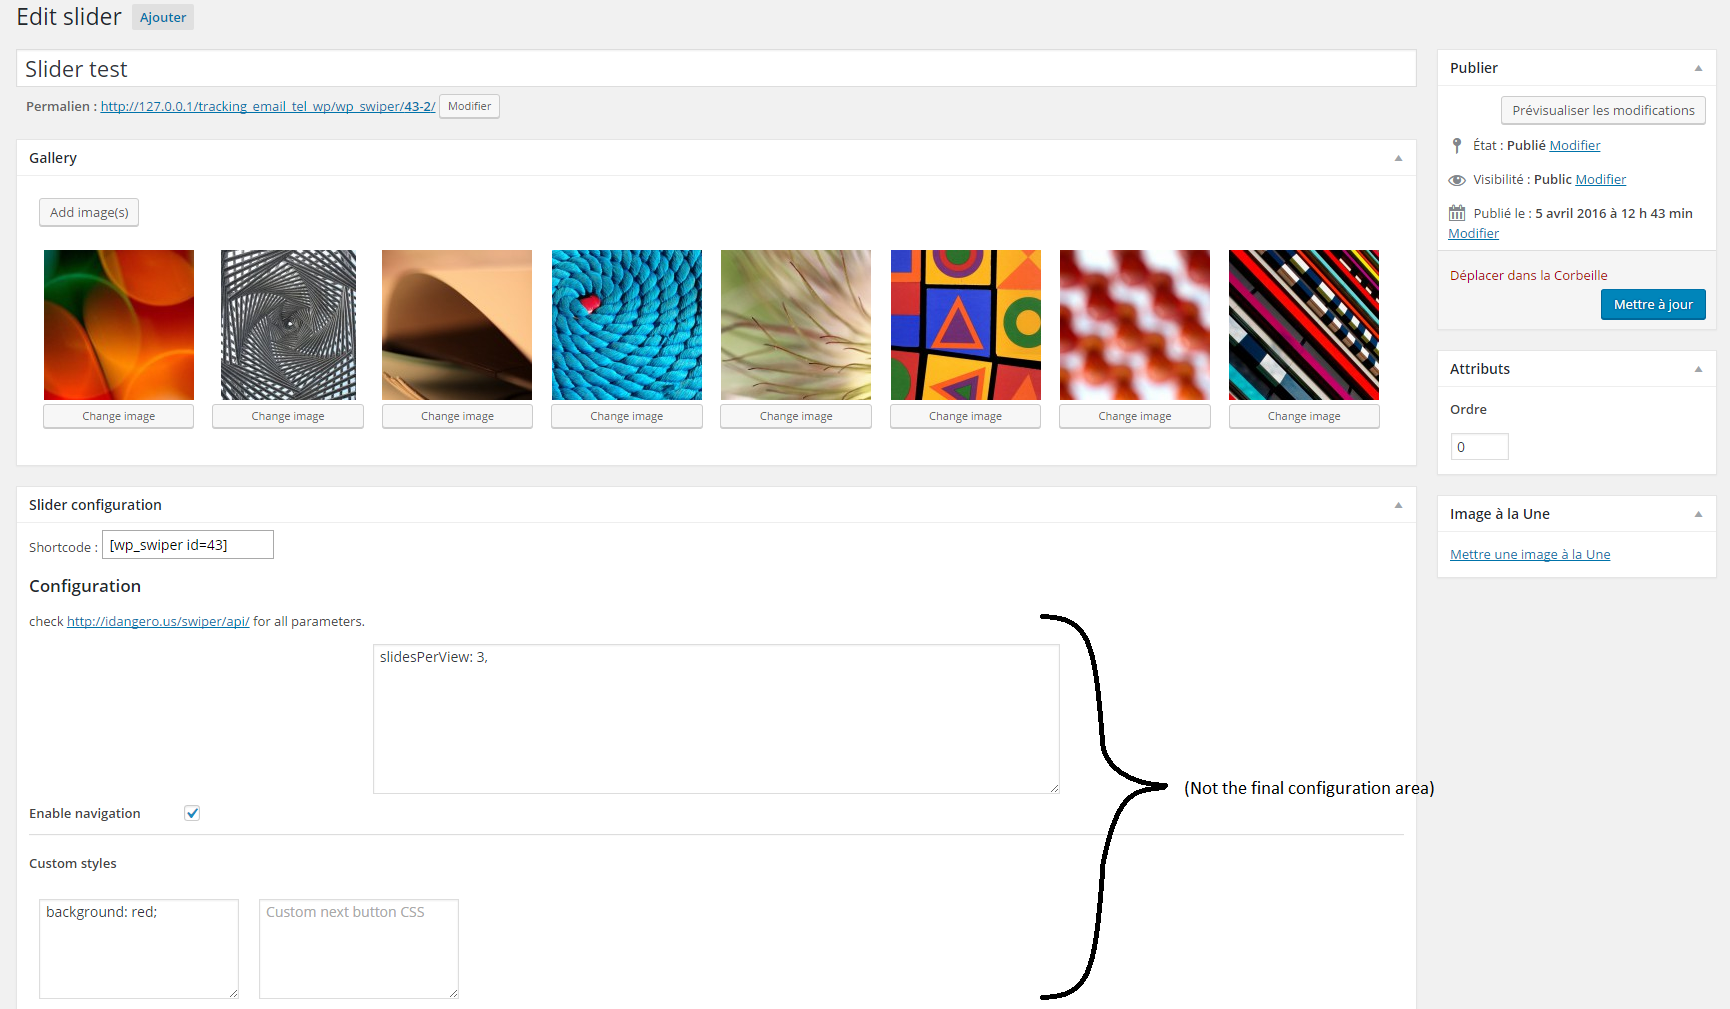 Edit slider Ajouter
Slider test
Permalien : http://127.0.0.1/tracking_email_tel_wp/wp_swiper/43-2/ Modifier
Gallery
Add image(s)
Change image Change image Change image Change image Change image Change image Change image Change image
Slider configuration
Shortcode : [wp_swiper id=43]
Configuration
check http://idangero.us/swiper/api/ for all parameters.
slidesPerView: 3,
(Not the final configuration area)
Enable navigation
Custom styles
background: red; Custom next button CSS
Publier
Prévisualiser les modifications
État : Publié Modifier
Visibilité : Public Modifier
Publié le : 5 avril 2016 à 12 h 43 min
Modifier
Déplacer dans la Corbeille
Mettre à jour
Attributs
Ordre
0
Image à la Une
Mettre une image à la Une